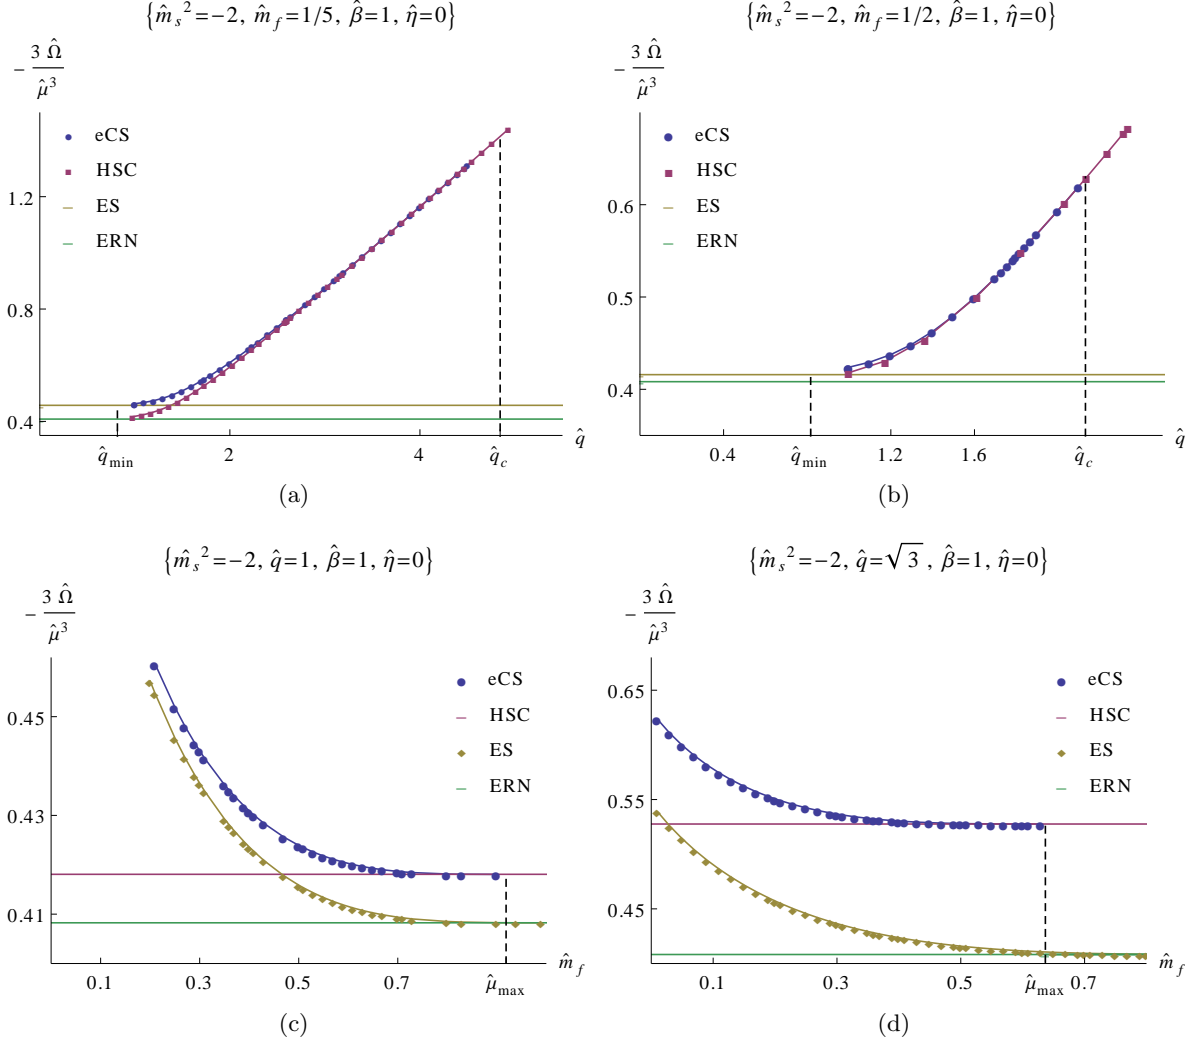 {m̂_s²=−2, m̂_f=1/5, β̂=1, η̂=0}
− 3 Ω̂ / μ̂³
eCS
HSC
ES
ERN
1.2
0.8
0.4
q̂_min
2
4
q̂_c
q̂
(a)
{m̂_s²=−2, m̂_f=1/2, β̂=1, η̂=0}
− 3 Ω̂ / μ̂³
eCS
HSC
ES
ERN
0.6
0.5
0.4
0.4
q̂_min
1.2
1.6
q̂_c
q̂
(b)
{m̂_s²=−2, q̂=1, β̂=1, η̂=0}
− 3 Ω̂ / μ̂³
eCS
HSC
ES
ERN
0.45
0.43
0.41
0.1
0.3
0.5
0.7
μ̂_max
m̂_f
(c)
{m̂_s²=−2, q̂=√3, β̂=1, η̂=0}
− 3 Ω̂ / μ̂³
eCS
HSC
ES
ERN
0.65
0.55
0.45
0.1
0.3
0.5
μ̂_max
0.7
m̂_f
(d)